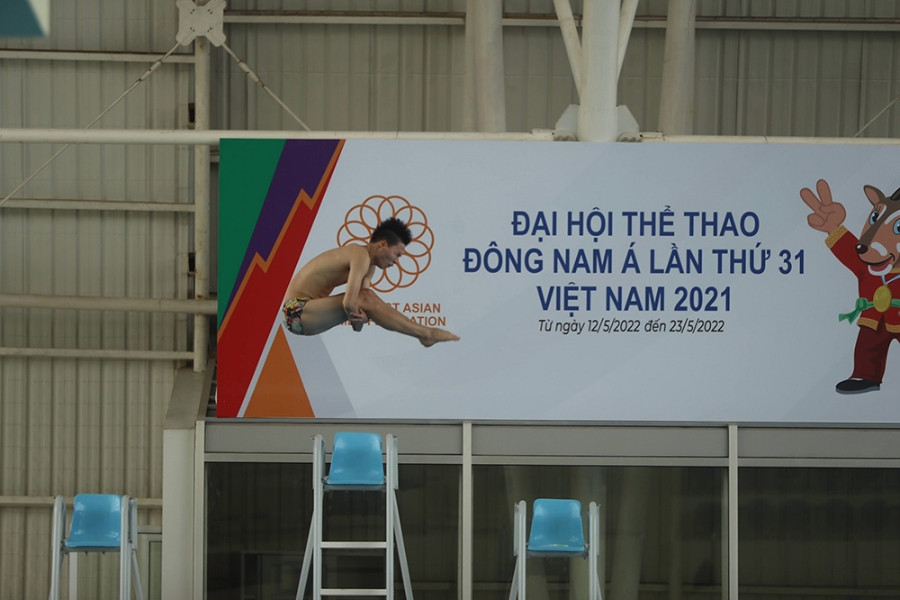 ĐẠI HỘI THỂ THAO
ĐÔNG NAM Á LẦN THỨ 31
VIỆT NAM 2021
Từ ngày 12/5/2022 đến 23/5/2022
ASIAN